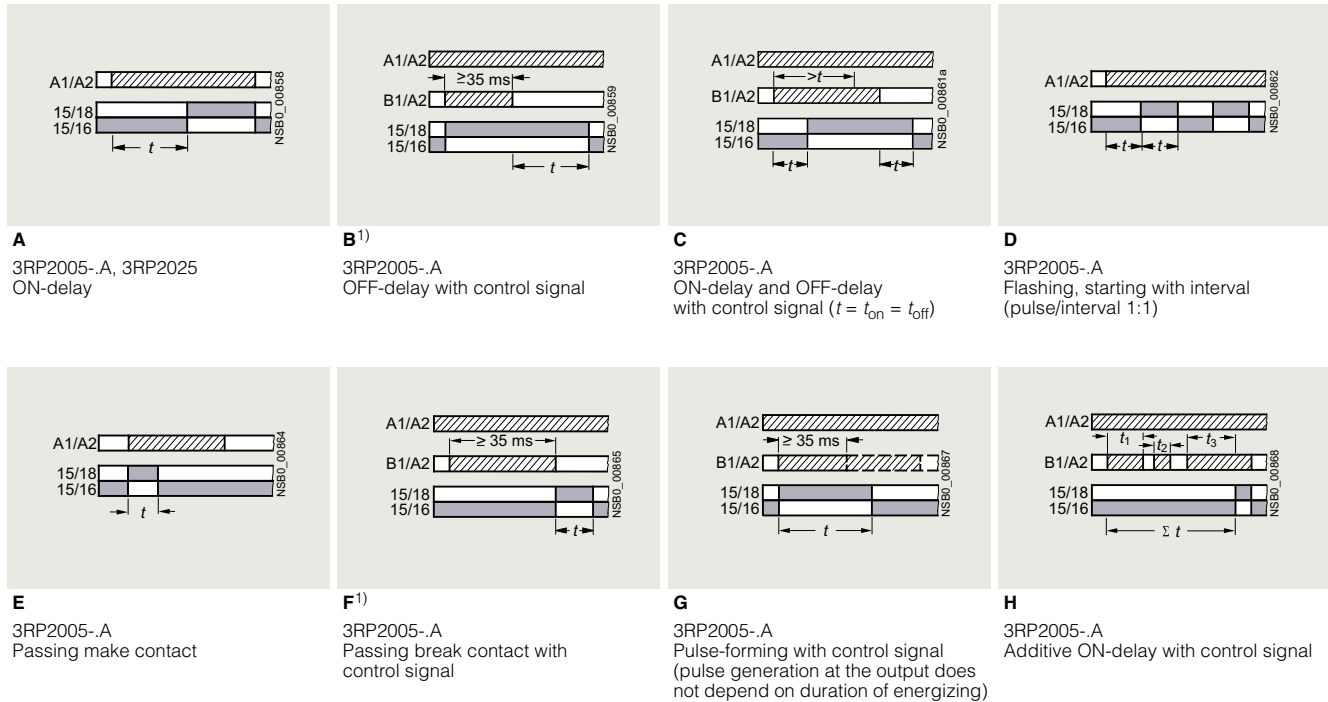 A1/A2
15/18
15/16
t
NSB0_00858
A
3RP2005-.A, 3RP2025
ON-delay
A1/A2
≥35 ms
B1/A2
15/18
15/16
t
NSB0_00859
B1)
3RP2005-.A
OFF-delay with control signal
A1/A2
>t
B1/A2
15/18
15/16
t t
NSB0_00861a
C
3RP2005-.A
ON-delay and OFF-delay
with control signal (t = ton = toff)
A1/A2
15/18
15/16
t t
NSB0_00862
D
3RP2005-.A
Flashing, starting with interval
(pulse/interval 1:1)
A1/A2
15/18
15/16
t
NSB0_00864
E
3RP2005-.A
Passing make contact
A1/A2
≥ 35 ms
B1/A2
15/18
15/16
t
NSB0_00865
F1)
3RP2005-.A
Passing break contact with
control signal
A1/A2
≥ 35 ms
B1/A2
15/18
15/16
t
NSB0_00867
G
3RP2005-.A
Pulse-forming with control signal
(pulse generation at the output does
not depend on duration of energizing)
A1/A2
t1 t2 t3
B1/A2
15/18
15/16
Σ t
NSB0_00868
H
3RP2005-.A
Additive ON-delay with control signal